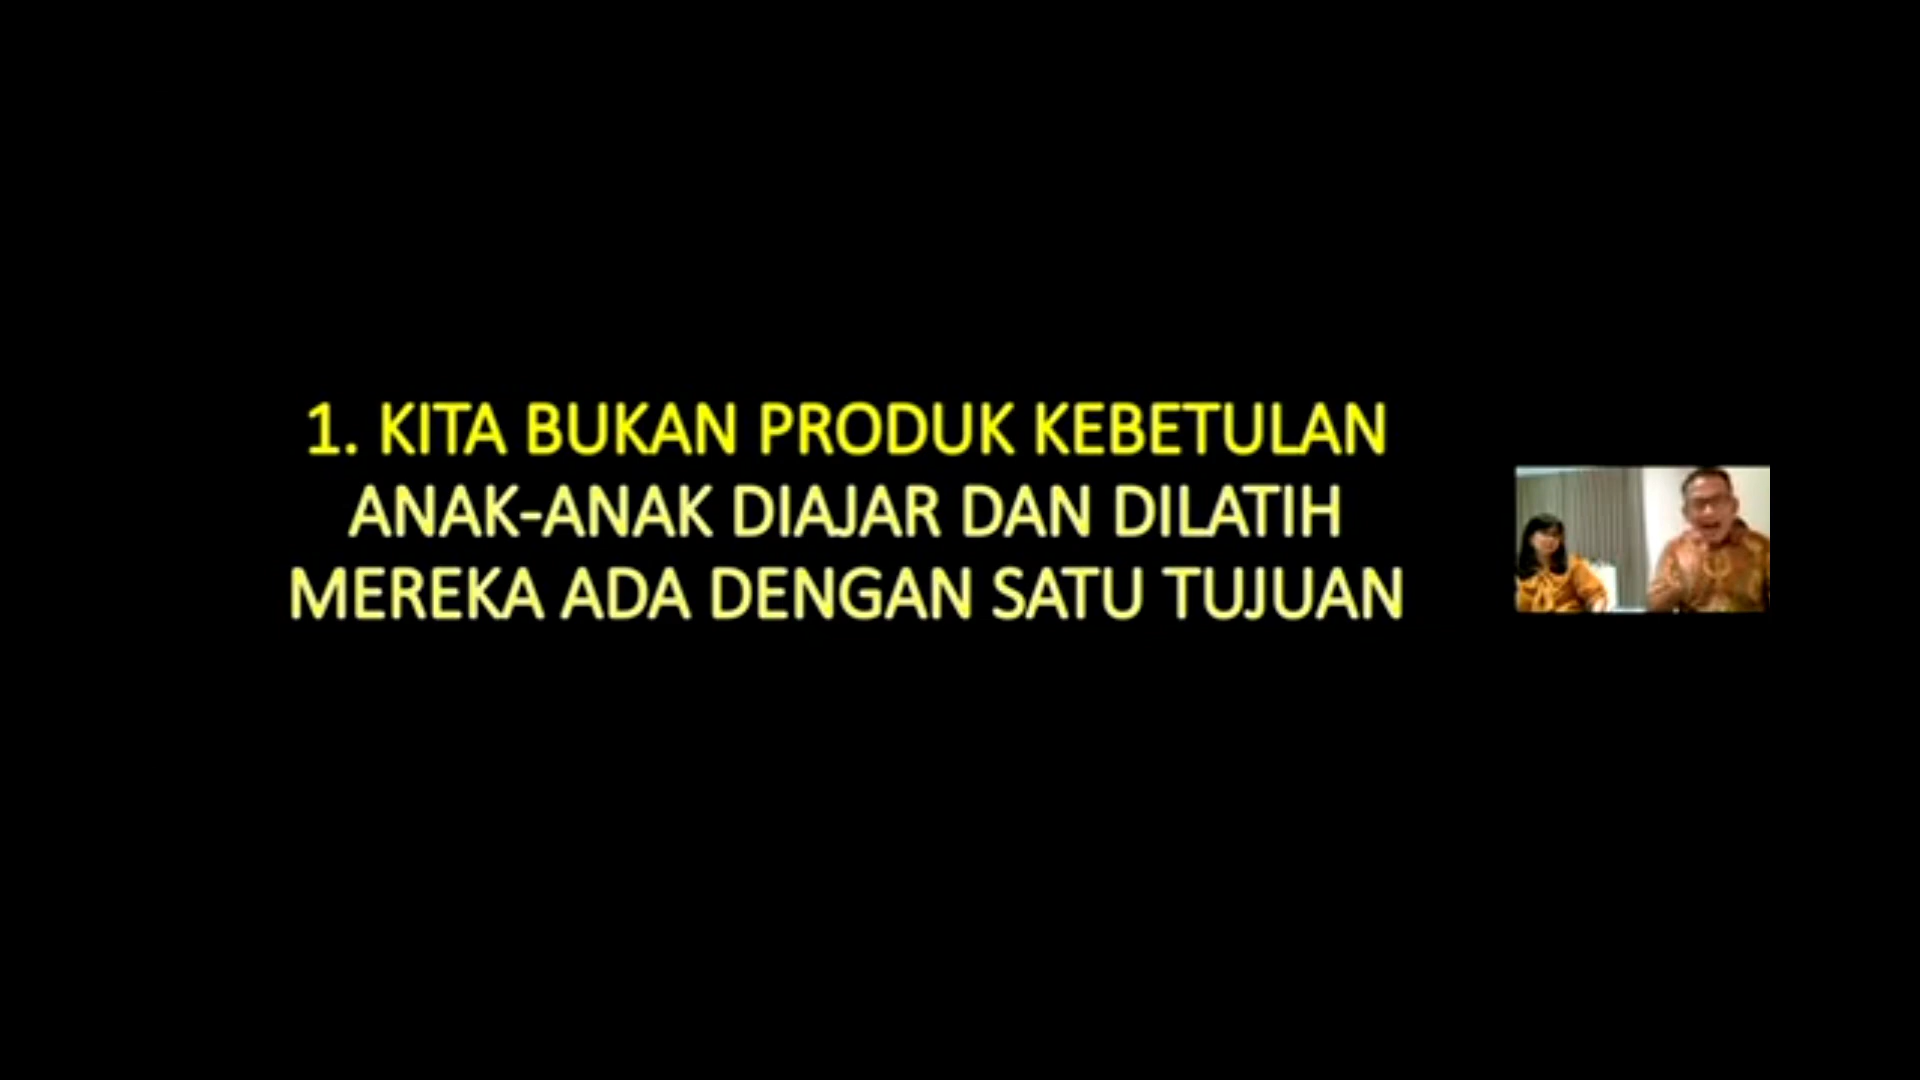 1. KITA BUKAN PRODUK KEBETULAN
ANAK-ANAK DIAJAR DAN DILATIH
MEREKA ADA DENGAN SATU TUJUAN